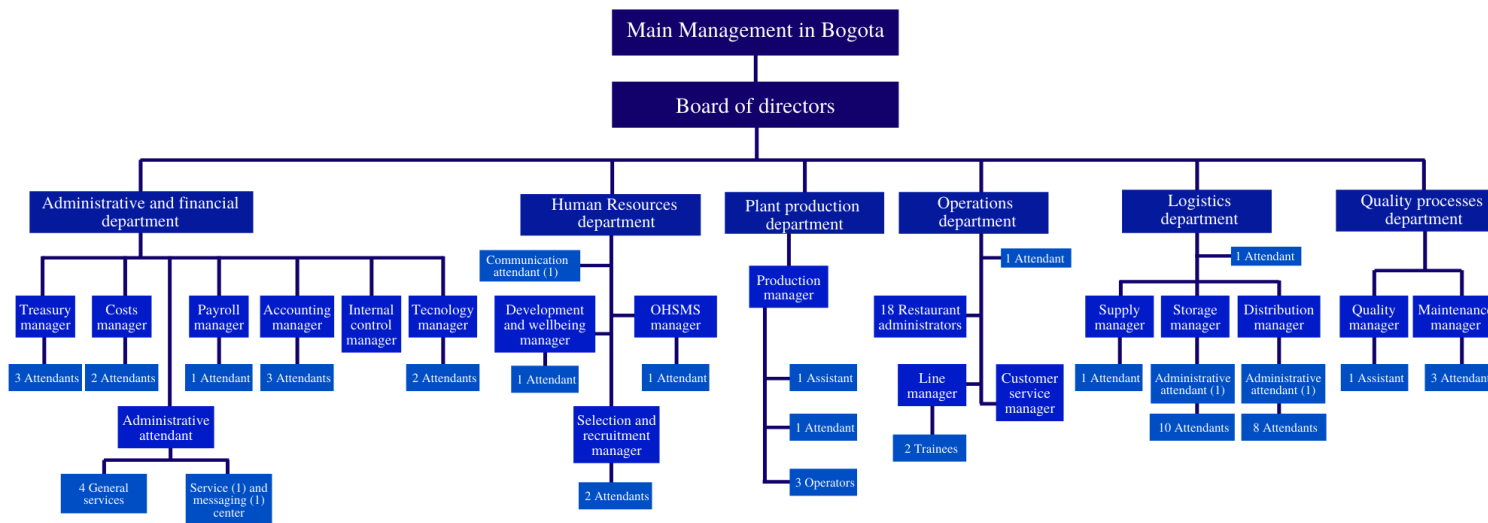 Main Management in Bogota
Board of directors
Administrative and financial
department
Human Resources
department
Plant production
department
Operations
department
Logistics
department
Quality processes
department
Communication
attendant (1)
1 Attendant
1 Attendant
Treasury
manager
Costs
manager
Payroll
manager
Accounting
manager
Internal
control
manager
Tecnology
manager
Development
and wellbeing
manager
OHSMS
manager
Production
manager
18 Restaurant
administrators
Supply
manager
Storage
manager
Distribution
manager
Quality
manager
Maintenance
manager
3 Attendants
2 Attendants
1 Attendant
3 Attendants
2 Attendants
1 Attendant
1 Attendant
1 Assistant
Line
manager
Customer
service
manager
1 Attendant
Administrative
attendant (1)
Administrative
attendant (1)
1 Assistant
3 Attendant
Administrative
attendant
Selection and
recruitment
manager
1 Attendant
2 Trainees
10 Attendants
8 Attendants
4 General
services
Service (1) and
messaging (1)
center
2 Attendants
3 Operators